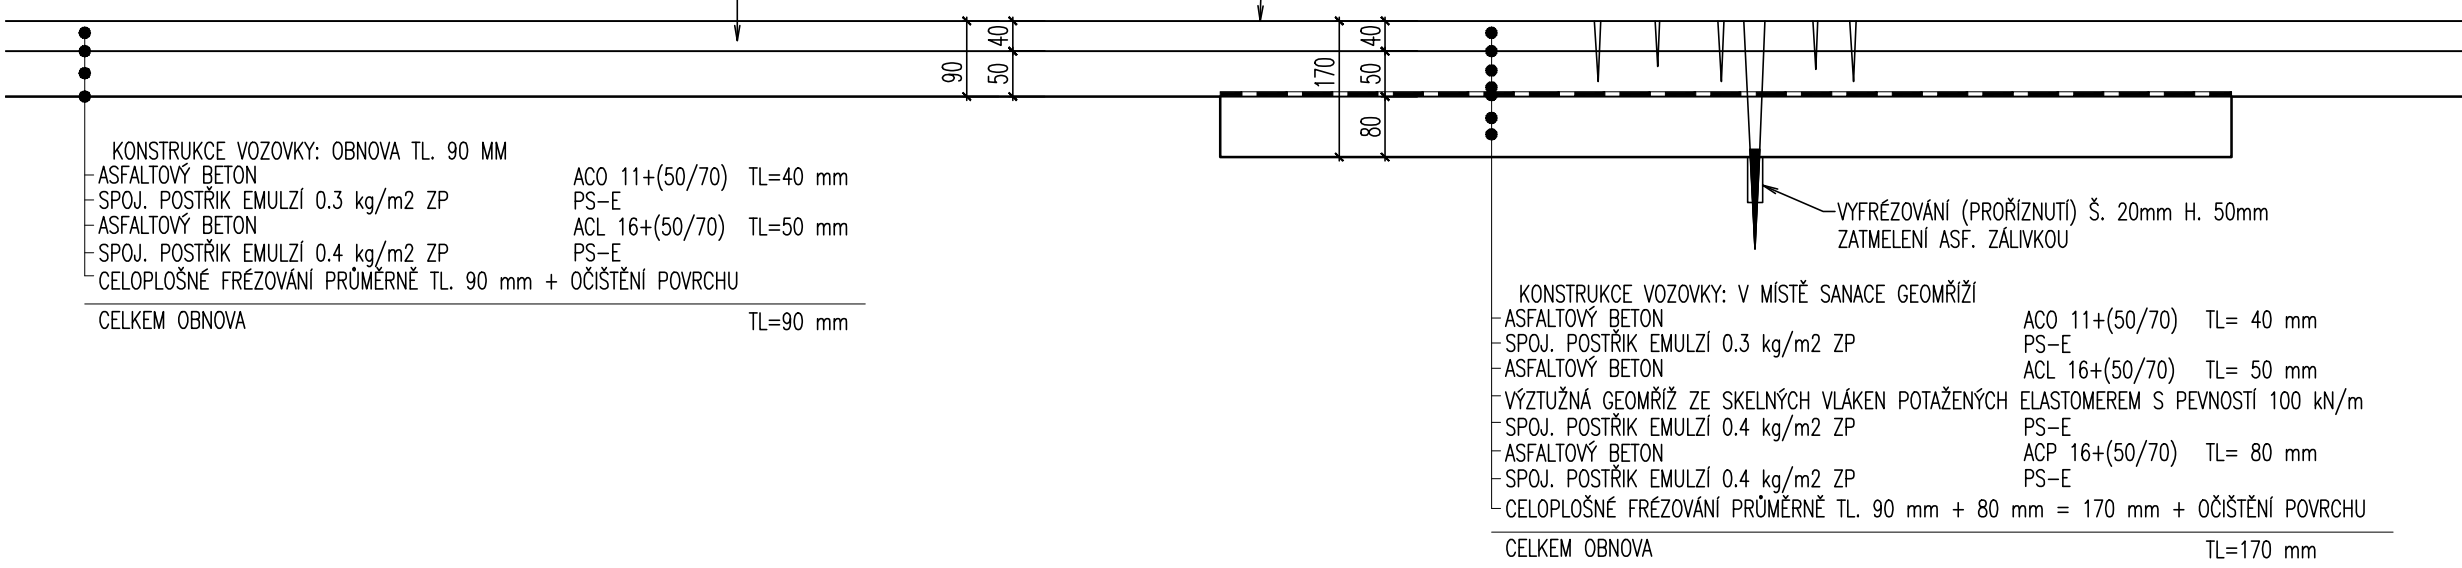 90
40
50
170
40
50
80
KONSTRUKCE VOZOVKY: OBNOVA TL. 90 MM
ASFALTOVÝ BETON ACO 11+(50/70) TL=40 mm
SPOJ. POSTŘIK EMULZÍ 0.3 kg/m2 ZP PS-E
ASFALTOVÝ BETON ACL 16+(50/70) TL=50 mm
SPOJ. POSTŘIK EMULZÍ 0.4 kg/m2 ZP PS-E
CELOPLOŠNÉ FRÉZOVÁNÍ PRŮMĚRNĚ TL. 90 mm + OČIŠTĚNÍ POVRCHU
CELKEM OBNOVA TL=90 mm
VYFRÉZOVÁNÍ (PROŘÍZNUTÍ) Š. 20mm H. 50mm
ZATMELENÍ ASF. ZÁLIVKOU
KONSTRUKCE VOZOVKY: V MÍSTĚ SANACE GEOMŘÍŽÍ
ASFALTOVÝ BETON ACO 11+(50/70) TL= 40 mm
SPOJ. POSTŘIK EMULZÍ 0.3 kg/m2 ZP PS-E
ASFALTOVÝ BETON ACL 16+(50/70) TL= 50 mm
VÝZTUŽNÁ GEOMŘÍŽ ZE SKELNÝCH VLÁKEN POTAŽENÝCH ELASTOMEREM S PEVNOSTÍ 100 kN/m
SPOJ. POSTŘIK EMULZÍ 0.4 kg/m2 ZP PS-E
ASFALTOVÝ BETON ACP 16+(50/70) TL= 80 mm
SPOJ. POSTŘIK EMULZÍ 0.4 kg/m2 ZP PS-E
CELOPLOŠNÉ FRÉZOVÁNÍ PRŮMĚRNĚ TL. 90 mm + 80 mm = 170 mm + OČIŠTĚNÍ POVRCHU
CELKEM OBNOVA TL=170 mm